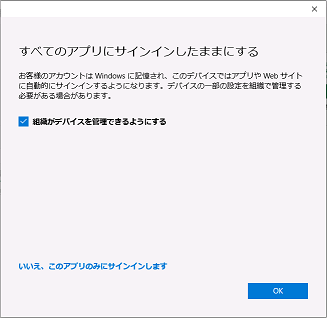 すべてのアプリにサインインしたままにする
お客様のアカウントは Windows に記憶され、このデバイスではアプリや Web サイト
に自動的にサインインするようになります。デバイスの一部の設定を組織で管理する
必要がある場合があります。
組織がデバイスを管理できるようにする
いいえ、このアプリのみにサインインします
OK